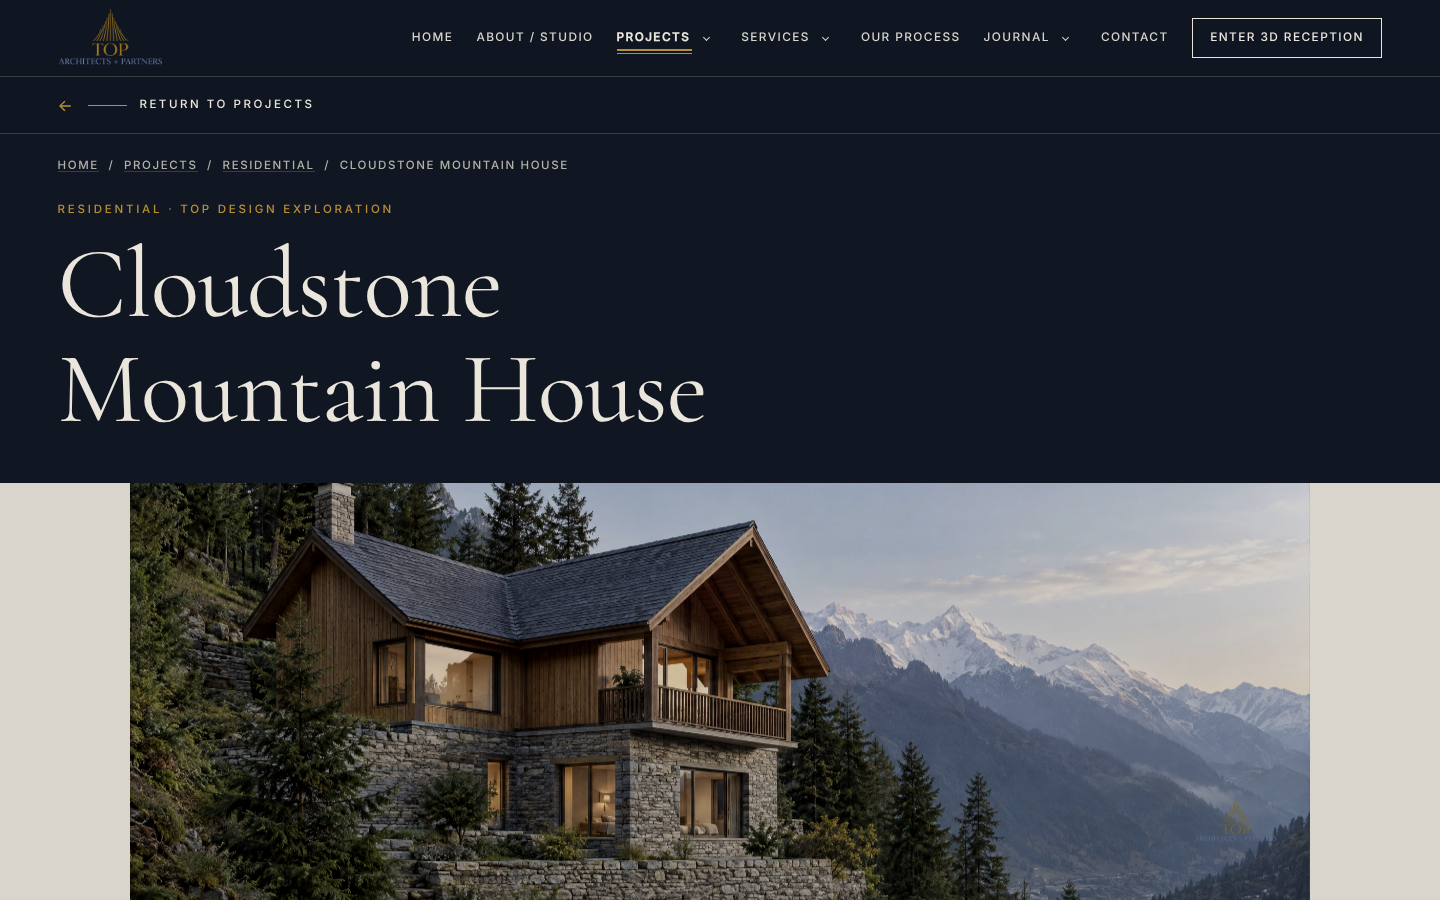 TOP
ARCHITECTS + PARTNERS
HOME ABOUT / STUDIO PROJECTS SERVICES OUR PROCESS JOURNAL CONTACT ENTER 3D RECEPTION
RETURN TO PROJECTS
HOME / PROJECTS / RESIDENTIAL / CLOUDSTONE MOUNTAIN HOUSE
RESIDENTIAL · TOP DESIGN EXPLORATION
Cloudstone
Mountain House
TOP